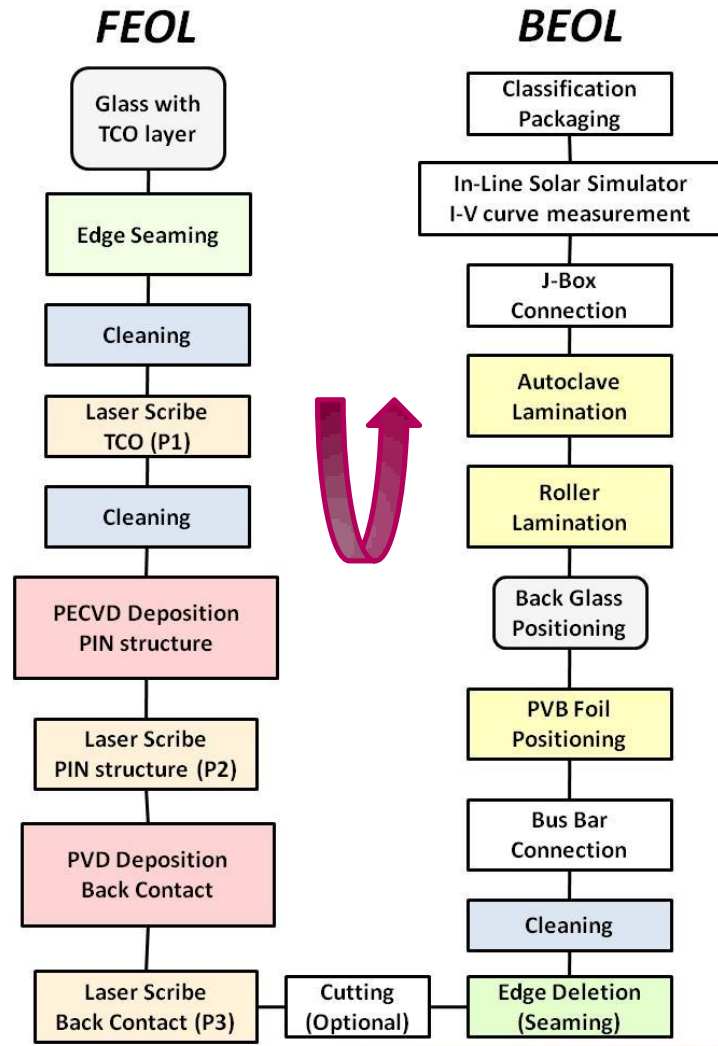 FEOL
Glass with
TCO layer
Edge Seaming
Cleaning
Laser Scribe
TCO (P1)
Cleaning
PECVD Deposition
PIN structure
Laser Scribe
PIN structure (P2)
PVD Deposition
Back Contact
Laser Scribe
Back Contact (P3)
Cutting
(Optional)
BEOL
Classification
Packaging
In-Line Solar Simulator
I-V curve measurement
J-Box
Connection
Autoclave
Lamination
Roller
Lamination
Back Glass
Positioning
PVB Foil
Positioning
Bus Bar
Connection
Cleaning
Edge Deletion
(Seaming)